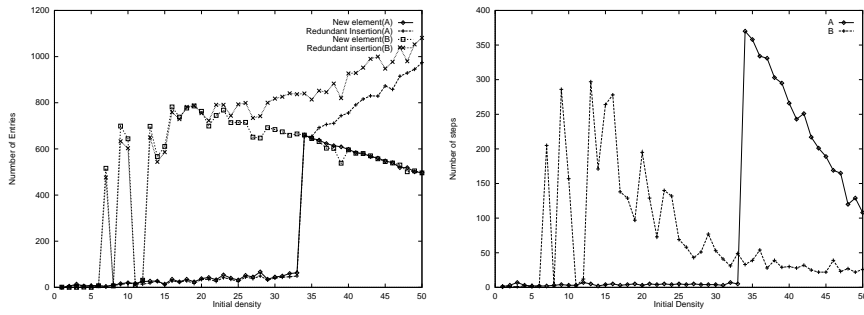 New element(A)
Redundant Insertion(A)
New element(B)
Redundant insertion(B)
1200
1000
800
600
400
200
0
Nunmber of Entries
0 5 10 15 20 25 30 35 40 45 50
Initial density
A
B
400
350
300
250
200
150
100
50
0
Number of steps
0 5 10 15 20 25 30 35 40 45 50
Initial Density